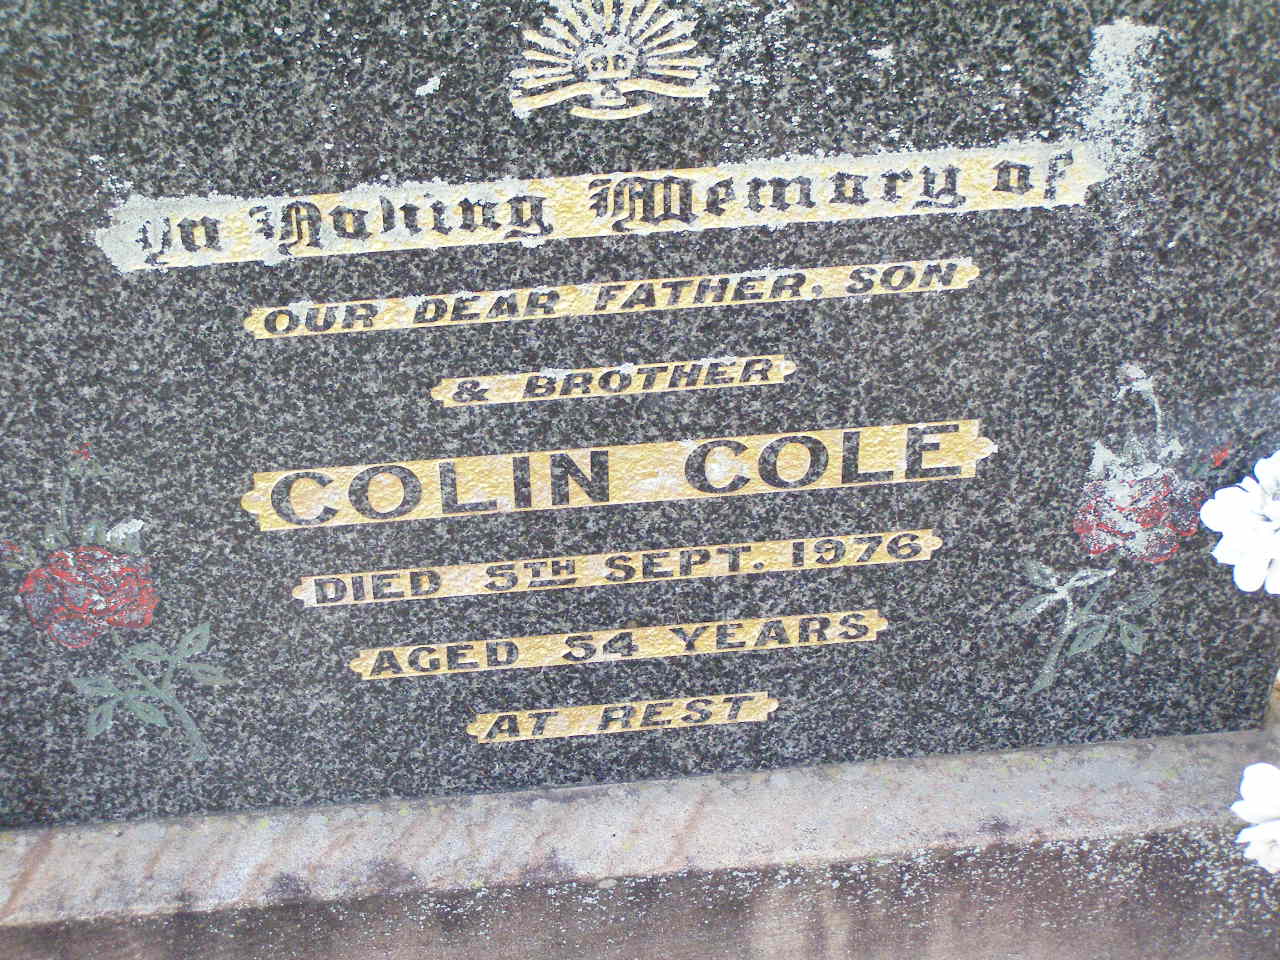 In Loving Memory of
OUR DEAR FATHER, SON
& BROTHER
COLIN COLE
DIED 5TH SEPT. 1976
AGED 54 YEARS
AT REST